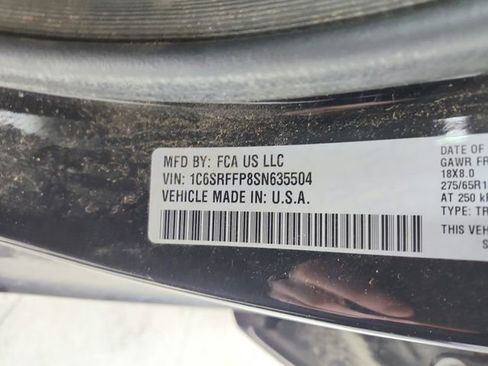 MFD BY: FCA US LLC
VIN: 1C6SRFFP8SN635504
VEHICLE MADE IN: U.S.A.
DATE OF
GAWR FR
18X8.0
275/65R1
AT 250 kP
TYPE: TR
THIS VEH
S